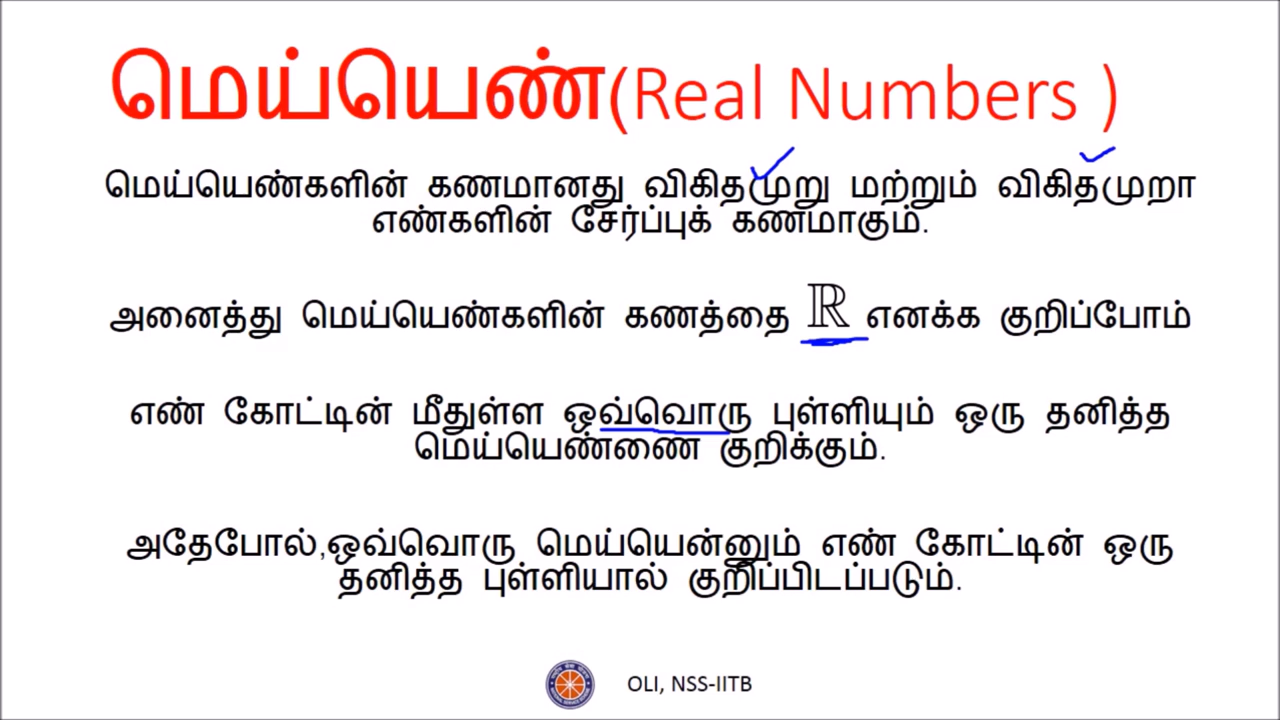 மெய்யெண்(Real Numbers )
மெய்யெண்களின் கணமானது விகிதமுறு மற்றும் விகிதமுறா
எண்களின் சேர்ப்புக் கணமாகும்.
அனைத்து மெய்யெண்களின் கணத்தை ℝ எனக்க குறிப்போம்
எண் கோட்டின் மீதுள்ள ஒவ்வொரு புள்ளியும் ஒரு தனித்த
மெய்யெண்ணை குறிக்கும்.
அதேபோல்,ஒவ்வொரு மெய்யென்னும் எண் கோட்டின் ஒரு
தனித்த புள்ளியால் குறிப்பிடப்படும்.
OLI, NSS-IITB